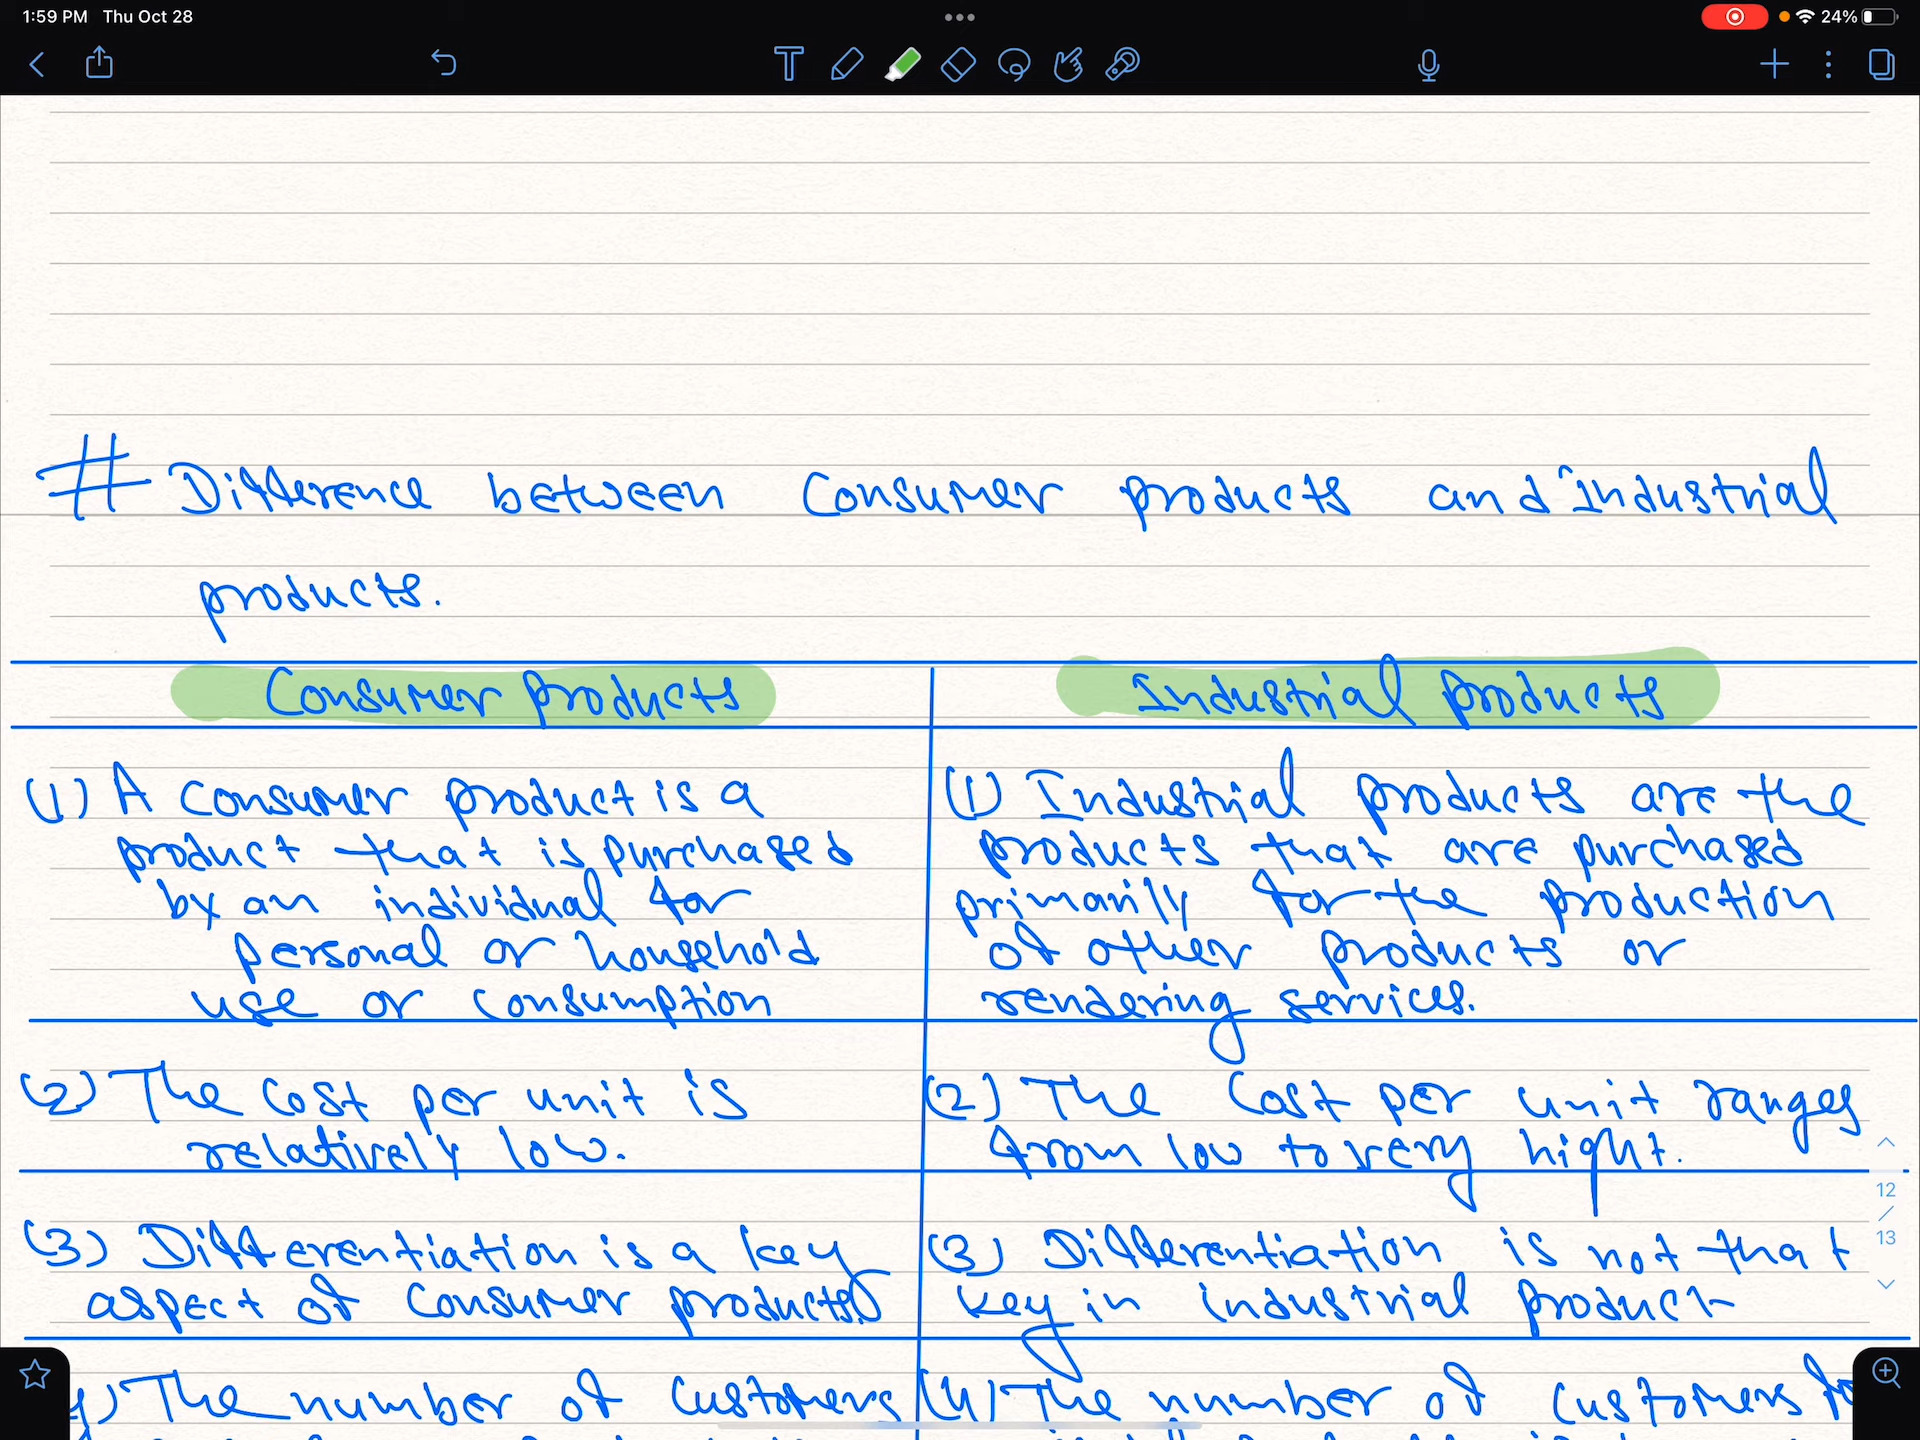 1:59 PM Thu Oct 28
24%
# Difference between Consumer products and Industrial
products.
Consumer products
Industrial products
(1) A consumer product is a
product that is purchased
by an individual for
personal or household
use or consumption
(1) Industrial products are the
products that are purchased
primarily for the production
of other products or
rendering services.
(2) The cost per unit is
relatively low.
(2) The cost per unit ranges
from low to very hight.
(3) Differentiation is a key
aspect of consumer products.
(3) Differentiation is not that
key in industrial product
The number of customers
(4) The number of customers
12
/
13